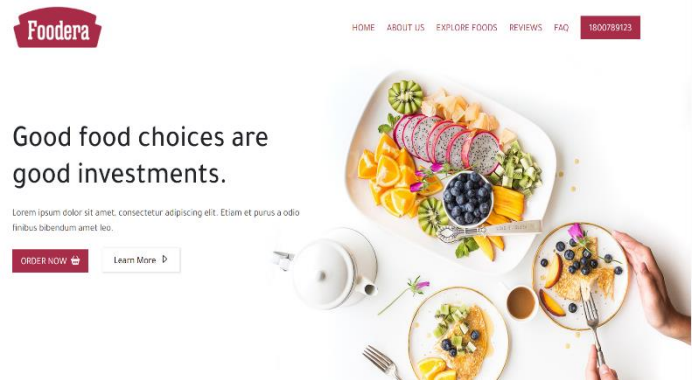 Foodera
HOME ABOUT US EXPLORE FOODS REVIEWS FAQ 1800789123
Good food choices are
good investments.
Lorem ipsum dolor sit amet, consectetur adipiscing elit. Etiam et purus a odio
finibus bibendum amet leo.
ORDER NOW Learn More